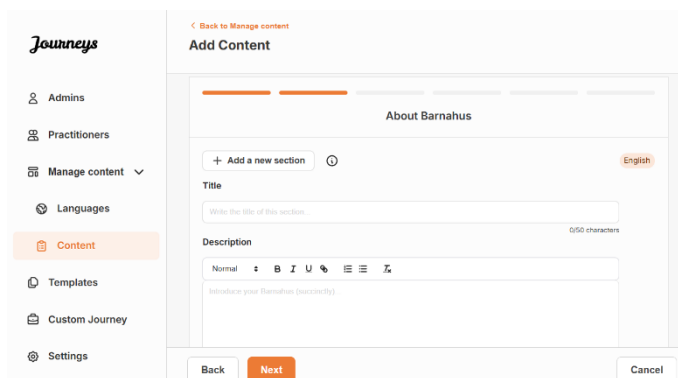 Journeys
Admins
Practitioners
Manage content
Languages
Content
Templates
Custom Journey
Settings
Back to Manage content
Add Content
About Barnahus
+ Add a new section
English
Title
Write the title of this section...
0/50 characters
Description
Normal B I U
Introduce your Barnahus (succinctly)...
Back
Next
Cancel